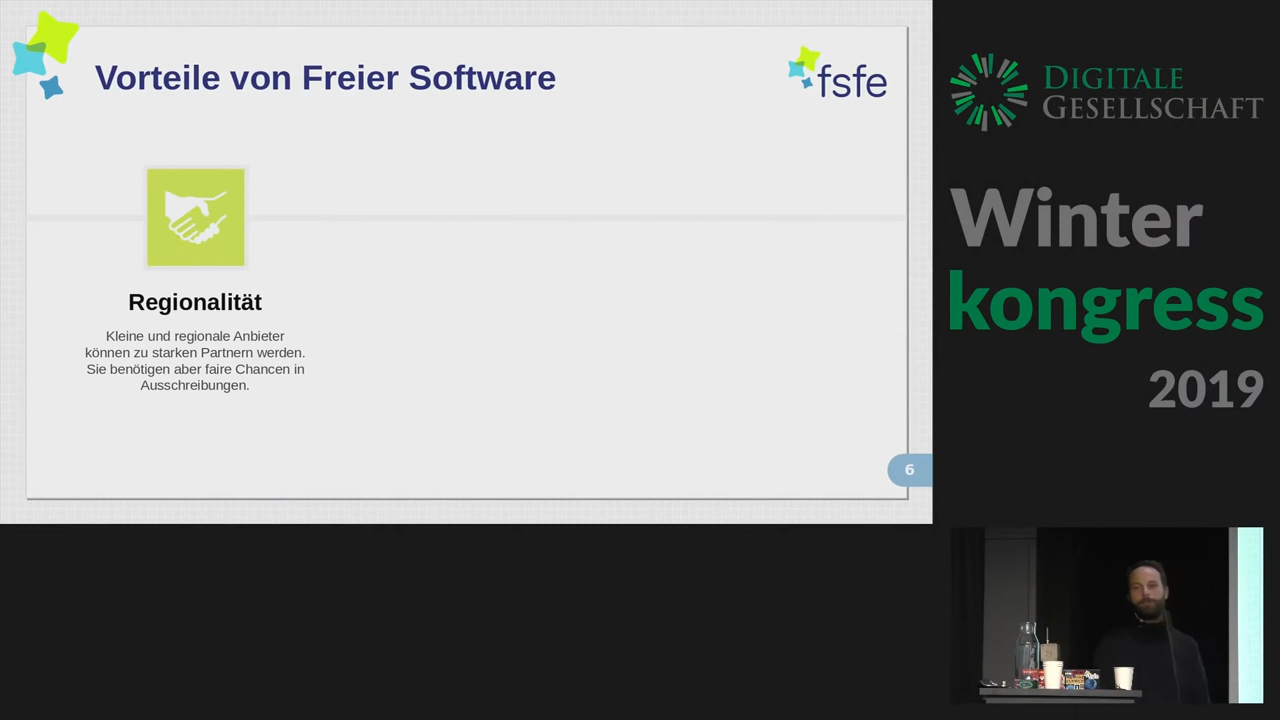 Vorteile von Freier Software
fsfe
Regionalität
Kleine und regionale Anbieter
können zu starken Partnern werden.
Sie benötigen aber faire Chancen in
Ausschreibungen.
6
DIGITALE
GESELLSCHAFT
Winter
kongress
2019